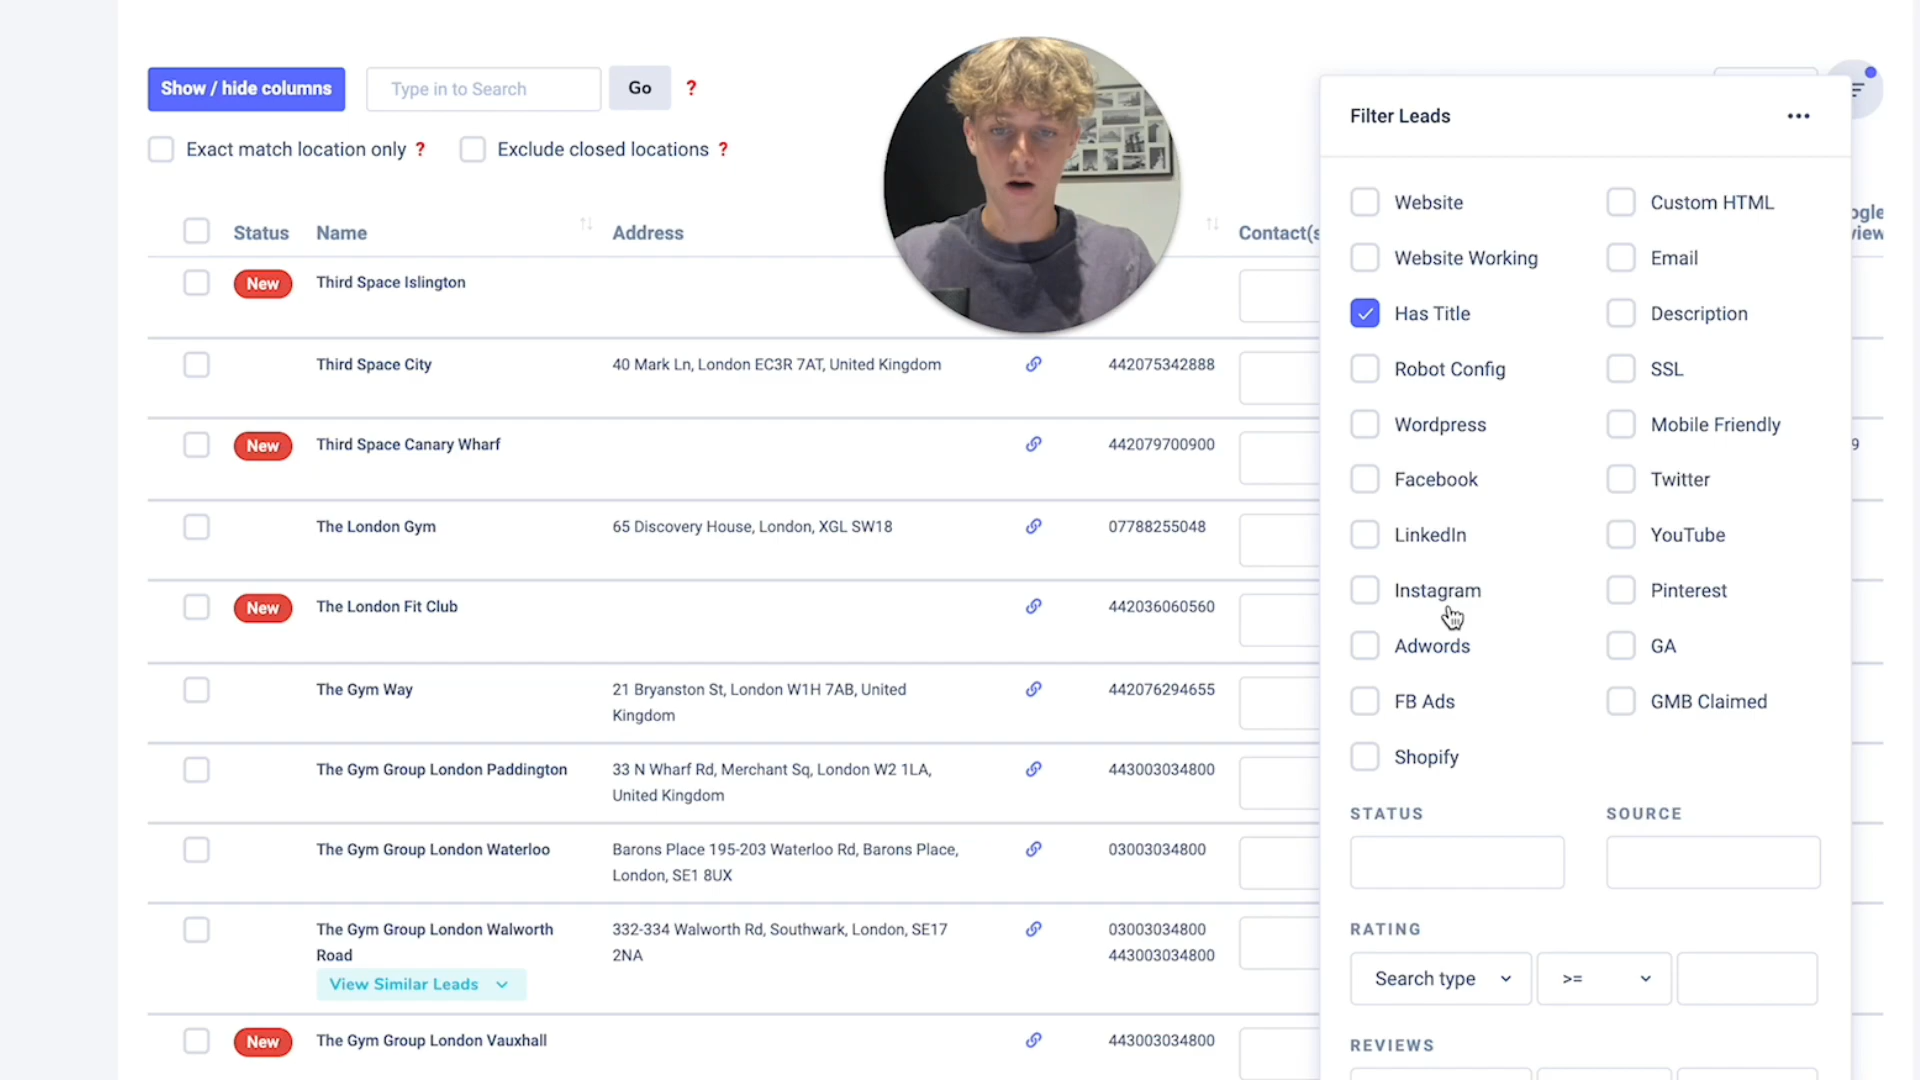 Show / hide columns
Type in to Search
Go
?
Exact match location only ?
Exclude closed locations ?
Status
Name
Address
Contact(s
Third Space Islington
New
Third Space City
40 Mark Ln, London EC3R 7AT, United Kingdom
442075342888
New
Third Space Canary Wharf
442079700900
9
The London Gym
65 Discovery House, London, XGL SW18
07788255048
New
The London Fit Club
442036060560
The Gym Way
21 Bryanston St, London W1H 7AB, United
Kingdom
442076294655
The Gym Group London Paddington
33 N Wharf Rd, Merchant Sq, London W2 1LA,
United Kingdom
443003034800
The Gym Group London Waterloo
Barons Place 195-203 Waterloo Rd, Barons Place,
London, SE1 8UX
03003034800
The Gym Group London Walworth
Road
View Similar Leads
332-334 Walworth Rd, Southwark, London, SE17
2NA
03003034800
443003034800
New
The Gym Group London Vauxhall
443003034800
Filter Leads
Website
Custom HTML
Website Working
Email
Has Title
Description
Robot Config
SSL
Wordpress
Mobile Friendly
Facebook
Twitter
LinkedIn
YouTube
Instagram
Pinterest
Adwords
GA
FB Ads
GMB Claimed
Shopify
STATUS
SOURCE
RATING
Search type
>=
REVIEWS